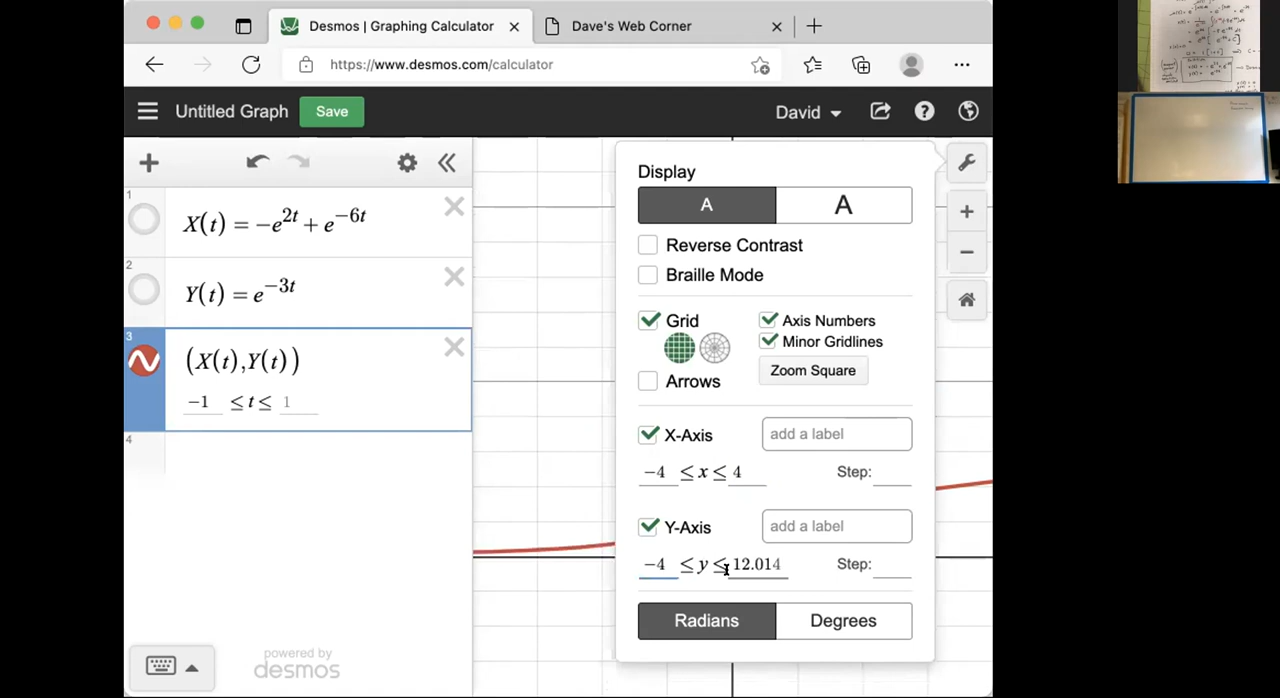 Desmos | Graphing Calculator
Dave's Web Corner
https://www.desmos.com/calculator
Untitled Graph
Save
David
1
X(t) = −e^{2t} + e^{−6t}
2
Y(t) = e^{−3t}
3
(X(t),Y(t))
−1 ≤ t ≤ 1
4
powered by
desmos
Display
A A
Reverse Contrast
Braille Mode
Grid
Axis Numbers
Minor Gridlines
Zoom Square
Arrows
X-Axis
add a label
−4 ≤ x ≤ 4
Step:
Y-Axis
add a label
−4 ≤ y ≤ 12.014
Step:
Radians
Degrees